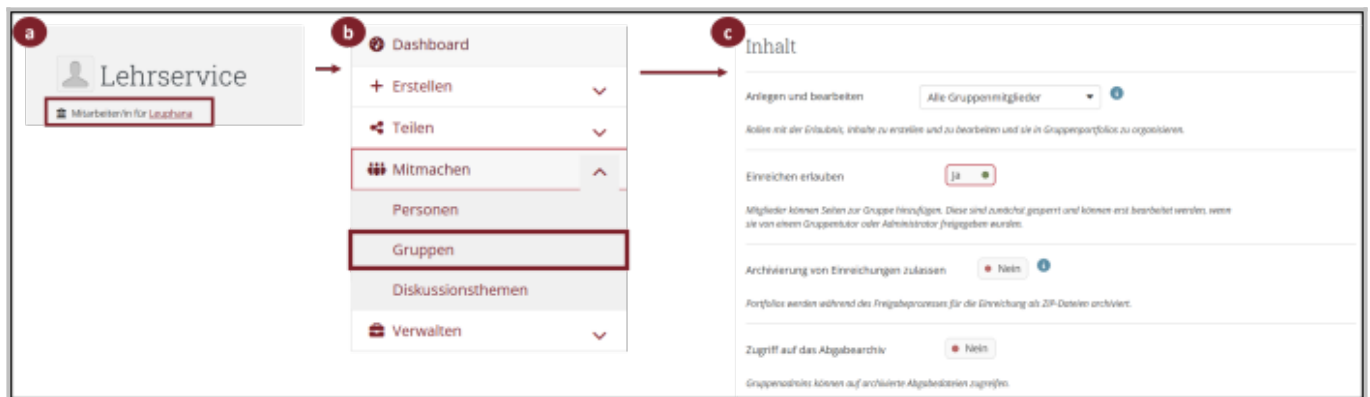 a
Lehrservice
Mitarbeiter/in für Leuphana
b
Dashboard
Erstellen
Teilen
Mitmachen
Personen
Gruppen
Diskussionsthemen
Verwalten
c
Inhalt
Anlegen und bearbeiten Alle Gruppenmitglieder
Rollen mit der Erlaubnis, Inhalte zu erstellen und zu bearbeiten und sie in Gruppenportfolios zu organisieren.
Einreichen erlauben Ja
Mitglieder können Seiten zur Gruppe hinzufügen. Diese sind zunächst gesperrt und können erst bearbeitet werden, wenn
sie von einem Gruppentutor oder Administrator freigegeben wurden.
Archivierung von Einreichungen zulassen Nein
Portfolios werden während des Freigabeprozesses für die Einreichung als ZIP-Dateien archiviert.
Zugriff auf das Abgabearchiv Nein
Gruppenadmins können auf archivierte Abgabedateien zugreifen.